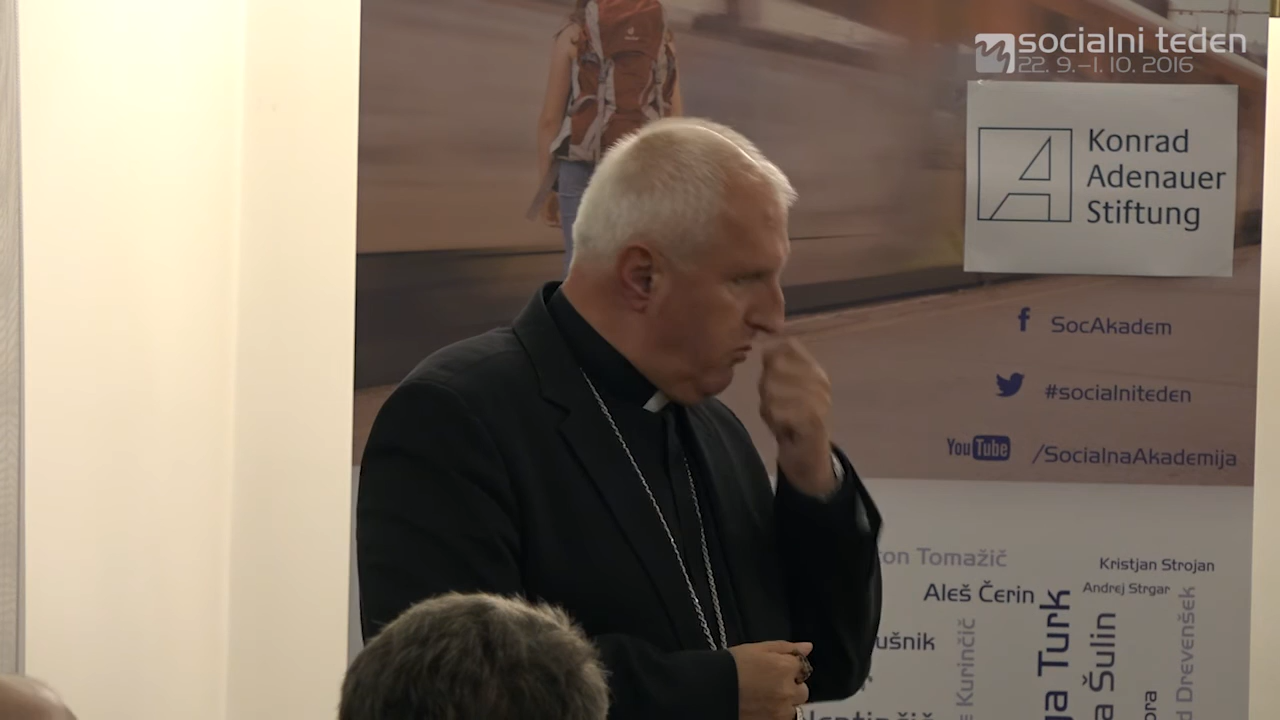 socialni teden
22. 9.–1. 10. 2016
Konrad
Adenauer
Stiftung
SocAkadem
#socialniteden
YouTube /SocialnaAkademija
Tomažič
Kristjan Strojan
Aleš Čerin
Andrej Strgar
Turk
Šulin
Kurinčič
Drevenšek